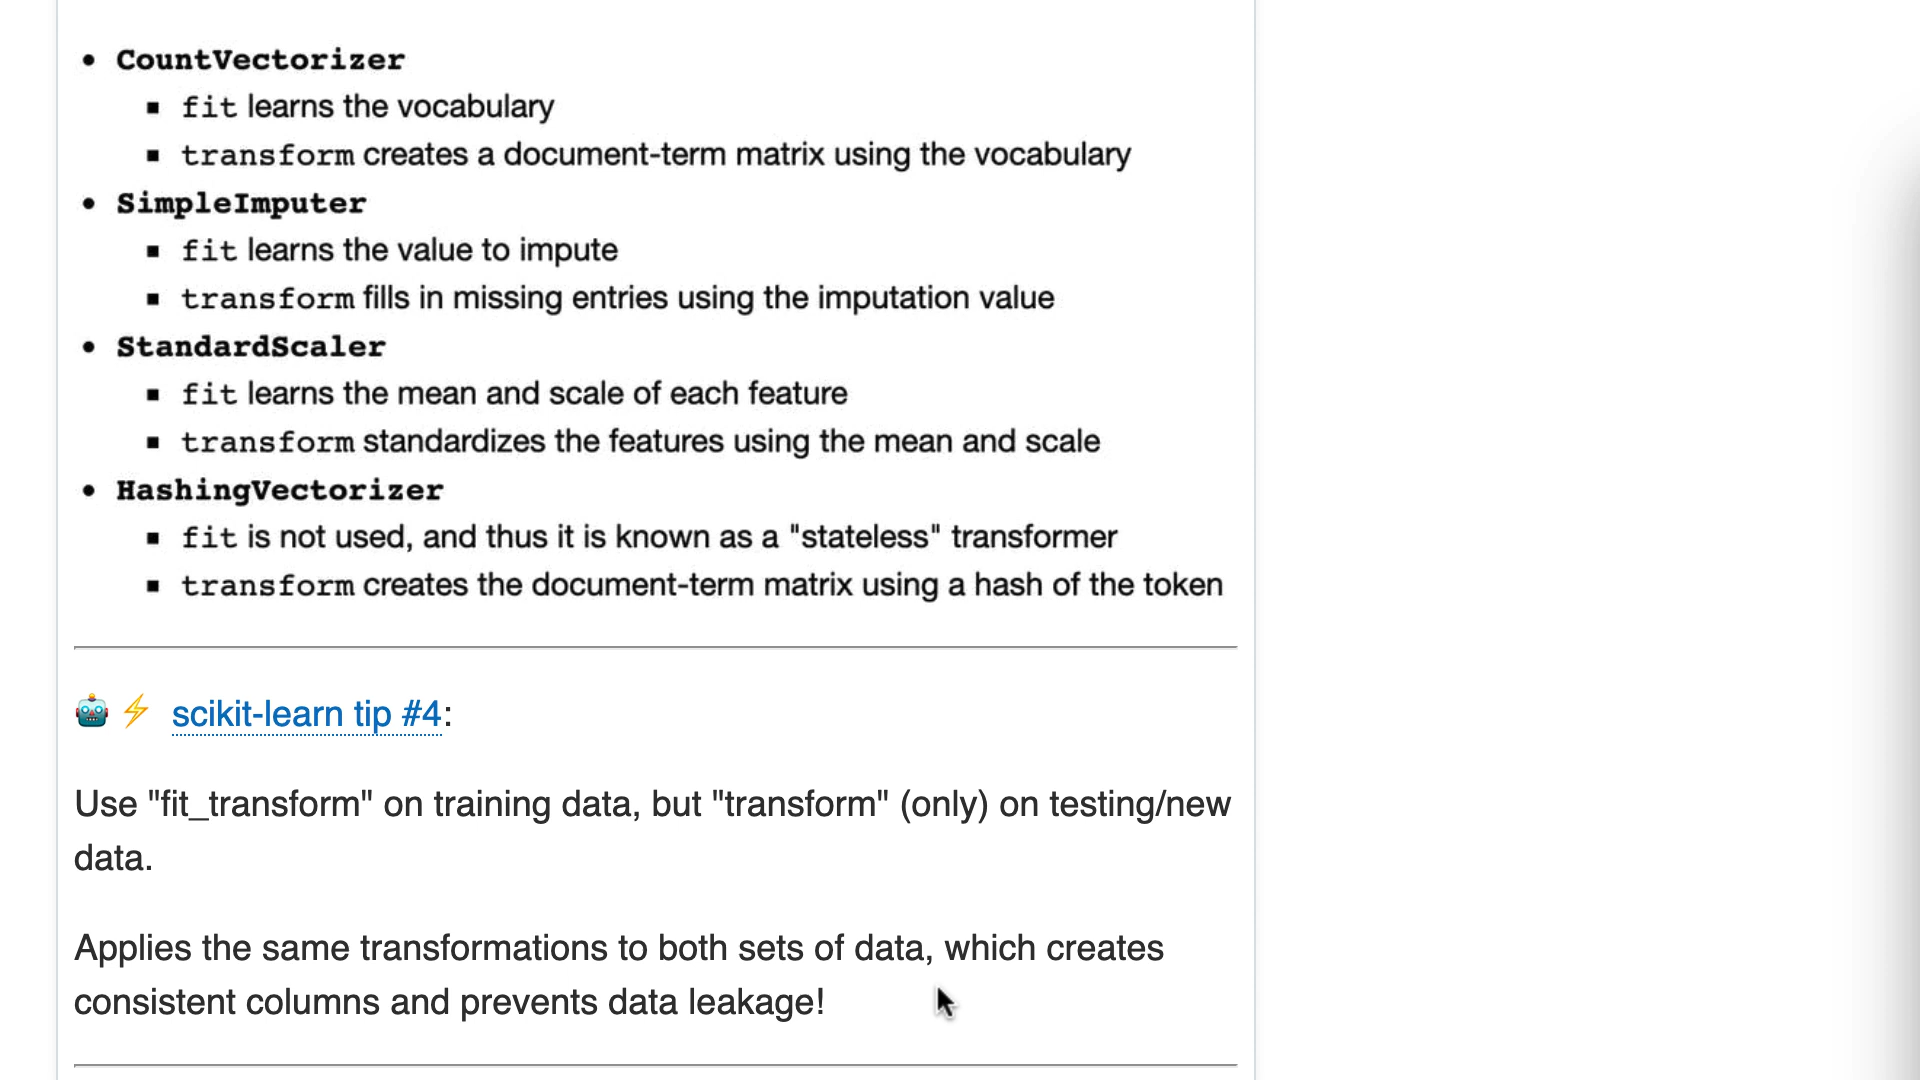 CountVectorizer
fit learns the vocabulary
transform creates a document-term matrix using the vocabulary
SimpleImputer
fit learns the value to impute
transform fills in missing entries using the imputation value
StandardScaler
fit learns the mean and scale of each feature
transform standardizes the features using the mean and scale
HashingVectorizer
fit is not used, and thus it is known as a "stateless" transformer
transform creates the document-term matrix using a hash of the token
scikit-learn tip #4:
Use "fit_transform" on training data, but "transform" (only) on testing/new
data.
Applies the same transformations to both sets of data, which creates
consistent columns and prevents data leakage!